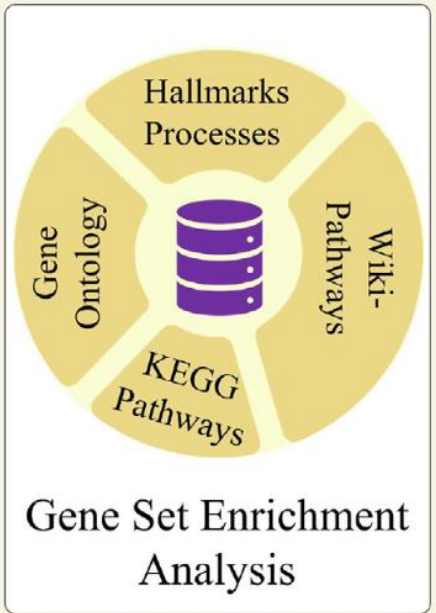 Hallmarks
Processes
Gene
Ontology
Wiki-
Pathways
KEGG
Pathways
Gene Set Enrichment
Analysis